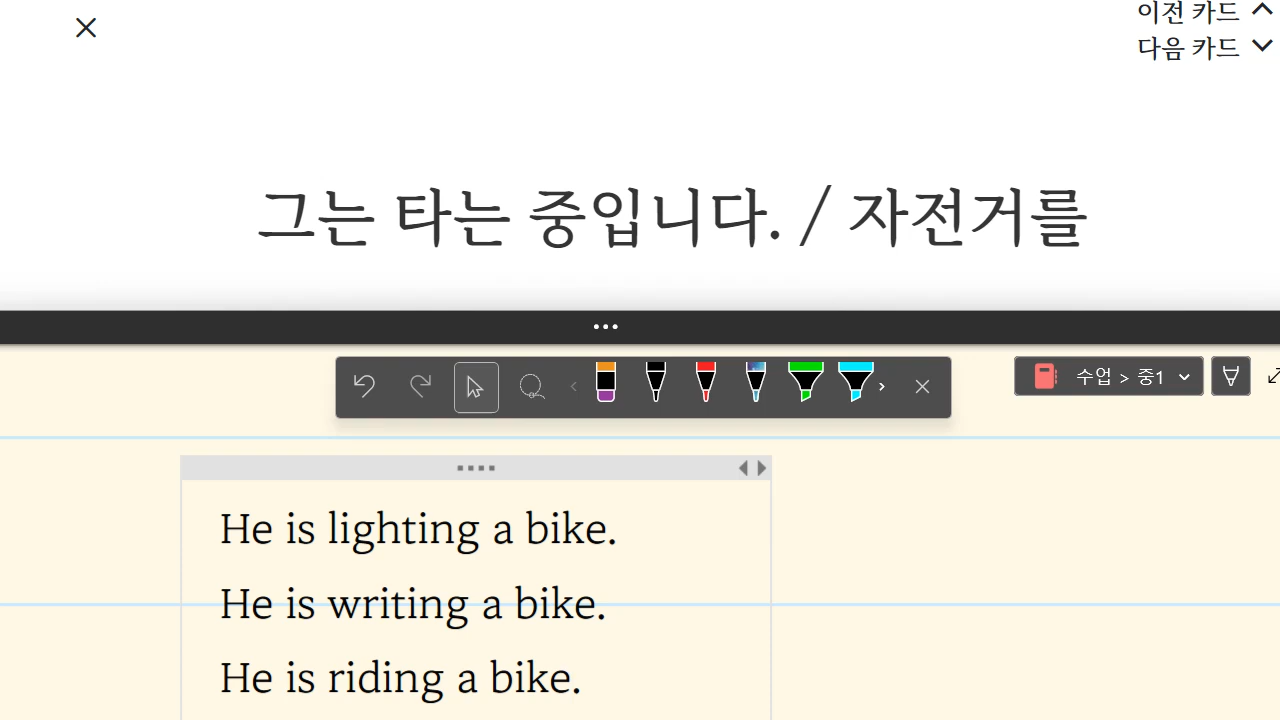 이전 카드
다음 카드
그는 타는 중입니다. / 자전거를
수업 > 중1
He is lighting a bike.
He is writing a bike.
He is riding a bike.